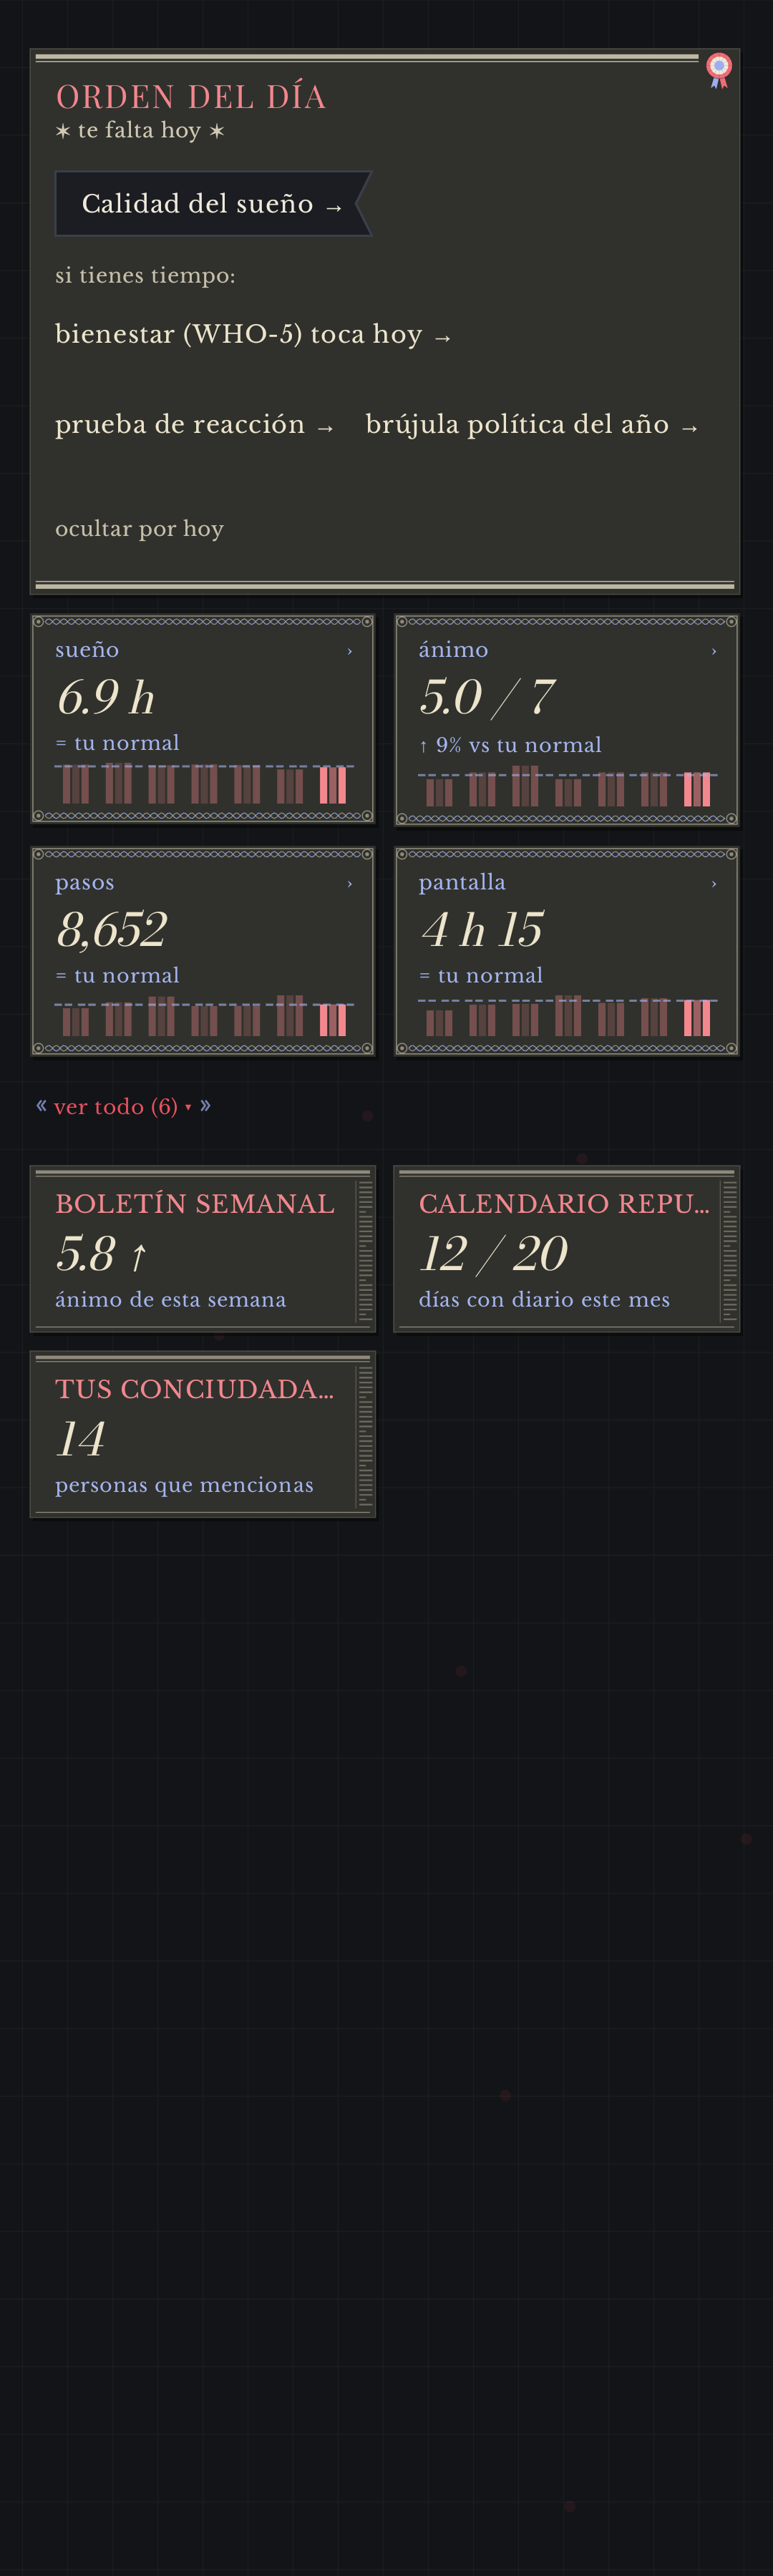 ORDEN DEL DÍA
✶ te falta hoy ✶
Calidad del sueño →
si tienes tiempo:
bienestar (WHO-5) toca hoy →
prueba de reacción → brújula política del año →
ocultar por hoy
sueño ›
6.9 h
= tu normal
ánimo ›
5.0 / 7
↑ 9% vs tu normal
pasos ›
8,652
= tu normal
pantalla ›
4 h 15
= tu normal
« ver todo (6) ▾ »
BOLETÍN SEMANAL
5.8 ↑
ánimo de esta semana
CALENDARIO REPU…
12 / 20
días con diario este mes
TUS CONCIUDADA…
14
personas que mencionas